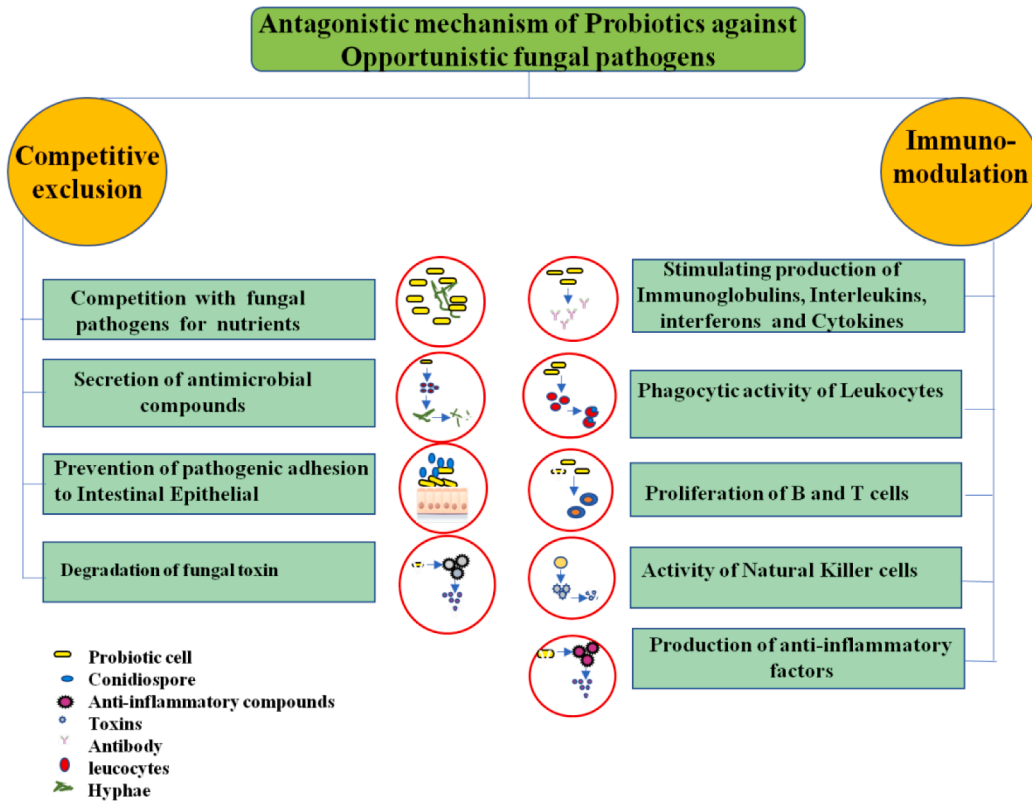 Antagonistic mechanism of Probiotics against
Opportunistic fungal pathogens
Competitive
exclusion
Immuno-
modulation
Competition with fungal
pathogens for nutrients
Secretion of antimicrobial
compounds
Prevention of pathogenic adhesion
to Intestinal Epithelial
Degradation of fungal toxin
Stimulating production of
Immunoglobulins, Interleukins,
interferons and Cytokines
Phagocytic activity of Leukocytes
Proliferation of B and T cells
Activity of Natural Killer cells
Production of anti-inflammatory
factors
Probiotic cell
Conidiospore
Anti-inflammatory compounds
Toxins
Antibody
leucocytes
Hyphae